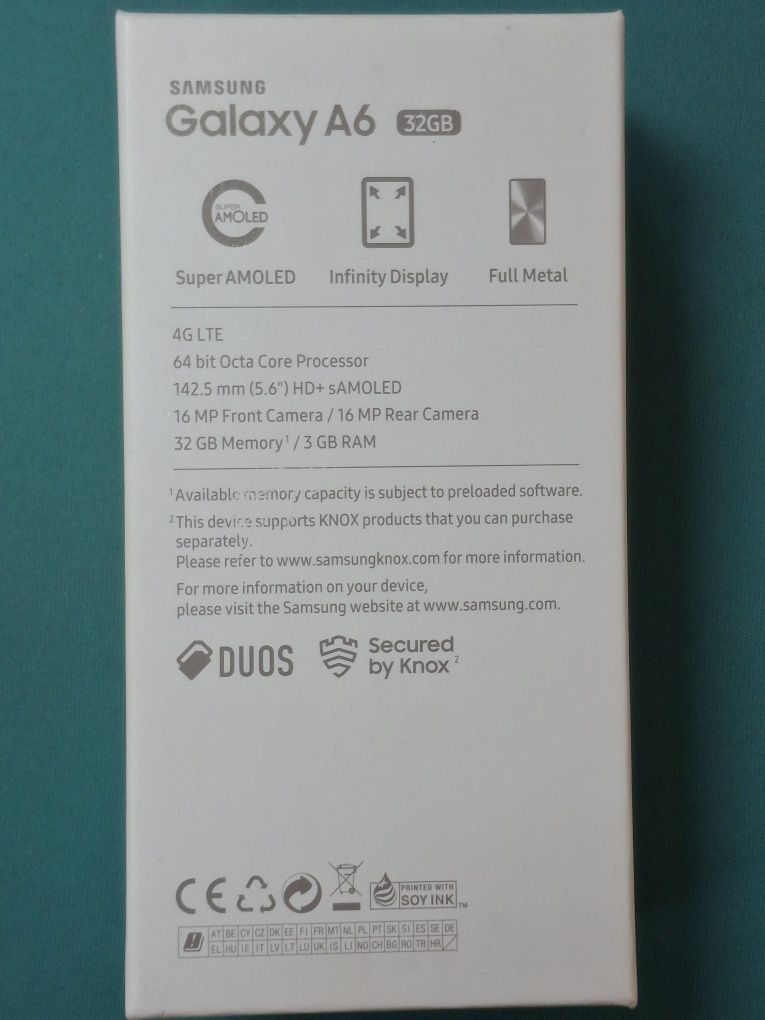 SAMSUNG
Galaxy A6 32GB
SUPER
AMOLED
Super AMOLED Infinity Display Full Metal
4G LTE
64 bit Octa Core Processor
142.5 mm (5.6") HD+ sAMOLED
16 MP Front Camera / 16 MP Rear Camera
32 GB Memory¹ / 3 GB RAM
¹Available memory capacity is subject to preloaded software.
²This device supports KNOX products that you can purchase
separately.
Please refer to www.samsungknox.com for more information.
For more information on your device,
please visit the Samsung website at www.samsung.com.
DUOS
Secured
by Knox²
CE
PRINTED WITH
SOY INK™
AT BE CY CZ DK EE FI FR MT NL PL PT SK SI ES SE DE
EL HU IE IT LV LT LU UK IS LI NO CH BG RO TR HR